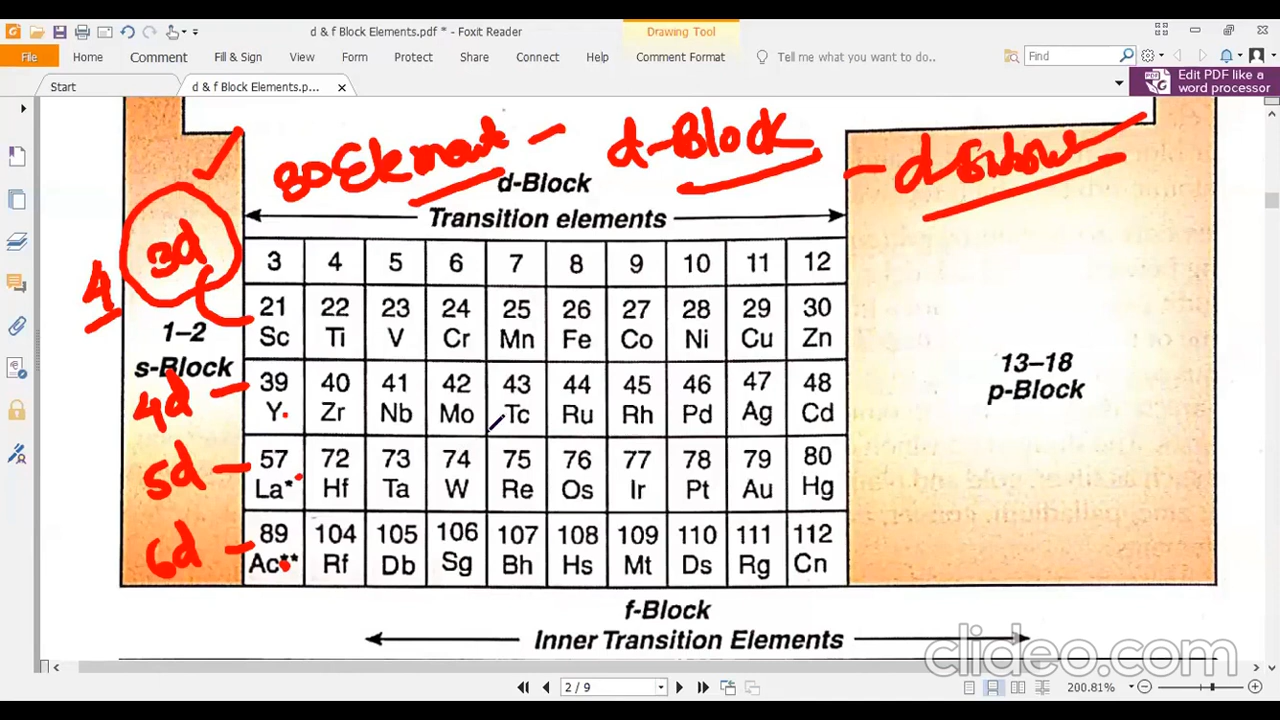 d & f Block Elements.pdf * - Foxit Reader
Drawing Tool
File Home Comment Fill & Sign View Form Protect Share Connect Help Comment Format Tell me what you want to do.. Find
Start d & f Block Elements.p... Edit PDF like a
word processor
30 Element - d-Block -
d-Block
Transition elements
3d
4
3 4 5 6 7 8 9 10 11 12
21 22 23 24 25 26 27 28 29 30
Sc Ti V Cr Mn Fe Co Ni Cu Zn
1–2
s-Block
13–18
p-Block
4d
39 40 41 42 43 44 45 46 47 48
Y Zr Nb Mo Tc Ru Rh Pd Ag Cd
5d
57 72 73 74 75 76 77 78 79 80
La* Hf Ta W Re Os Ir Pt Au Hg
6d
89 104 105 106 107 108 109 110 111 112
Ac** Rf Db Sg Bh Hs Mt Ds Rg Cn
f-Block
Inner Transition Elements
clideo.com
2 / 9 200.81%